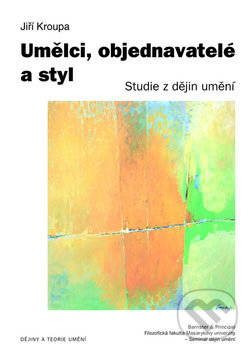 Jiří Kroupa
Umělci, objednavatelé
a styl
Studie z dějin umění
Barrister & Principal
Filozofická fakulta Masarykovy univerzity
– Seminář dějin umění
DĚJINY A TEORIE UMĚNÍ
martinus